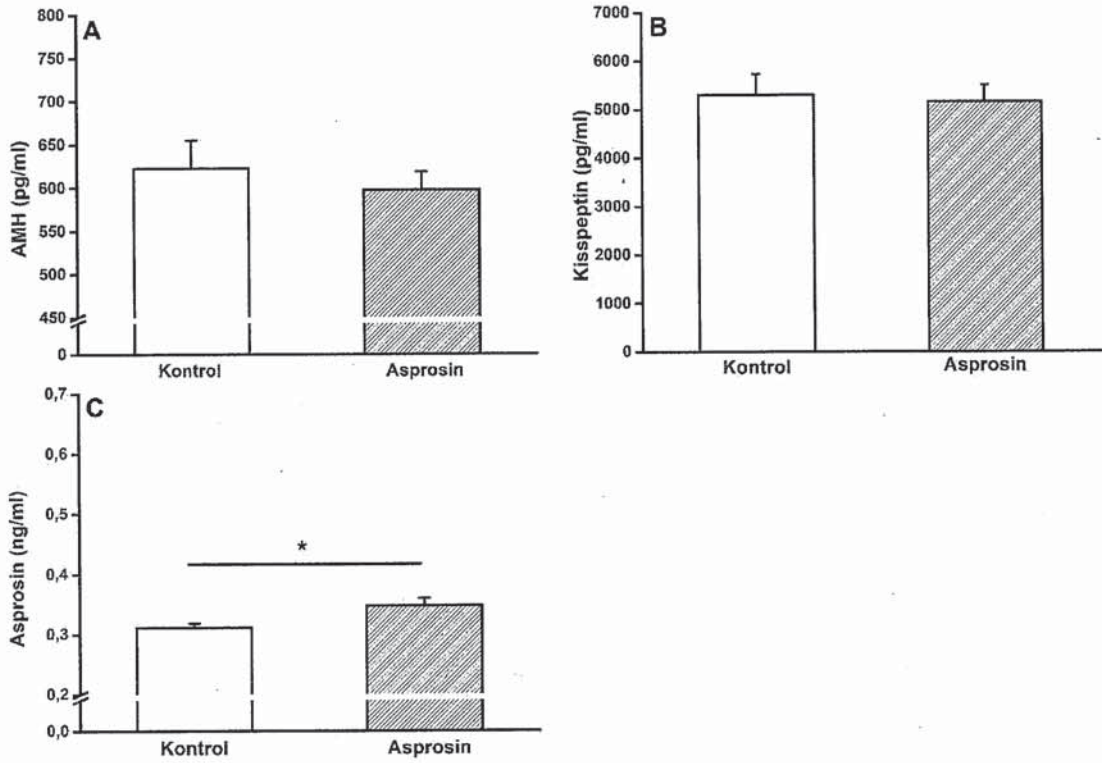 A
AMH (pg/ml)
800
750
700
650
600
550
500
450
0
Kontrol
Asprosin
B
Kisspeptin (pg/ml)
7000
6000
5000
4000
3000
2000
1000
0
Kontrol
Asprosin
C
Asprosin (ng/ml)
0,7
0,6
0,5
0,4
0,3
0,2
0,0
*
Kontrol
Asprosin